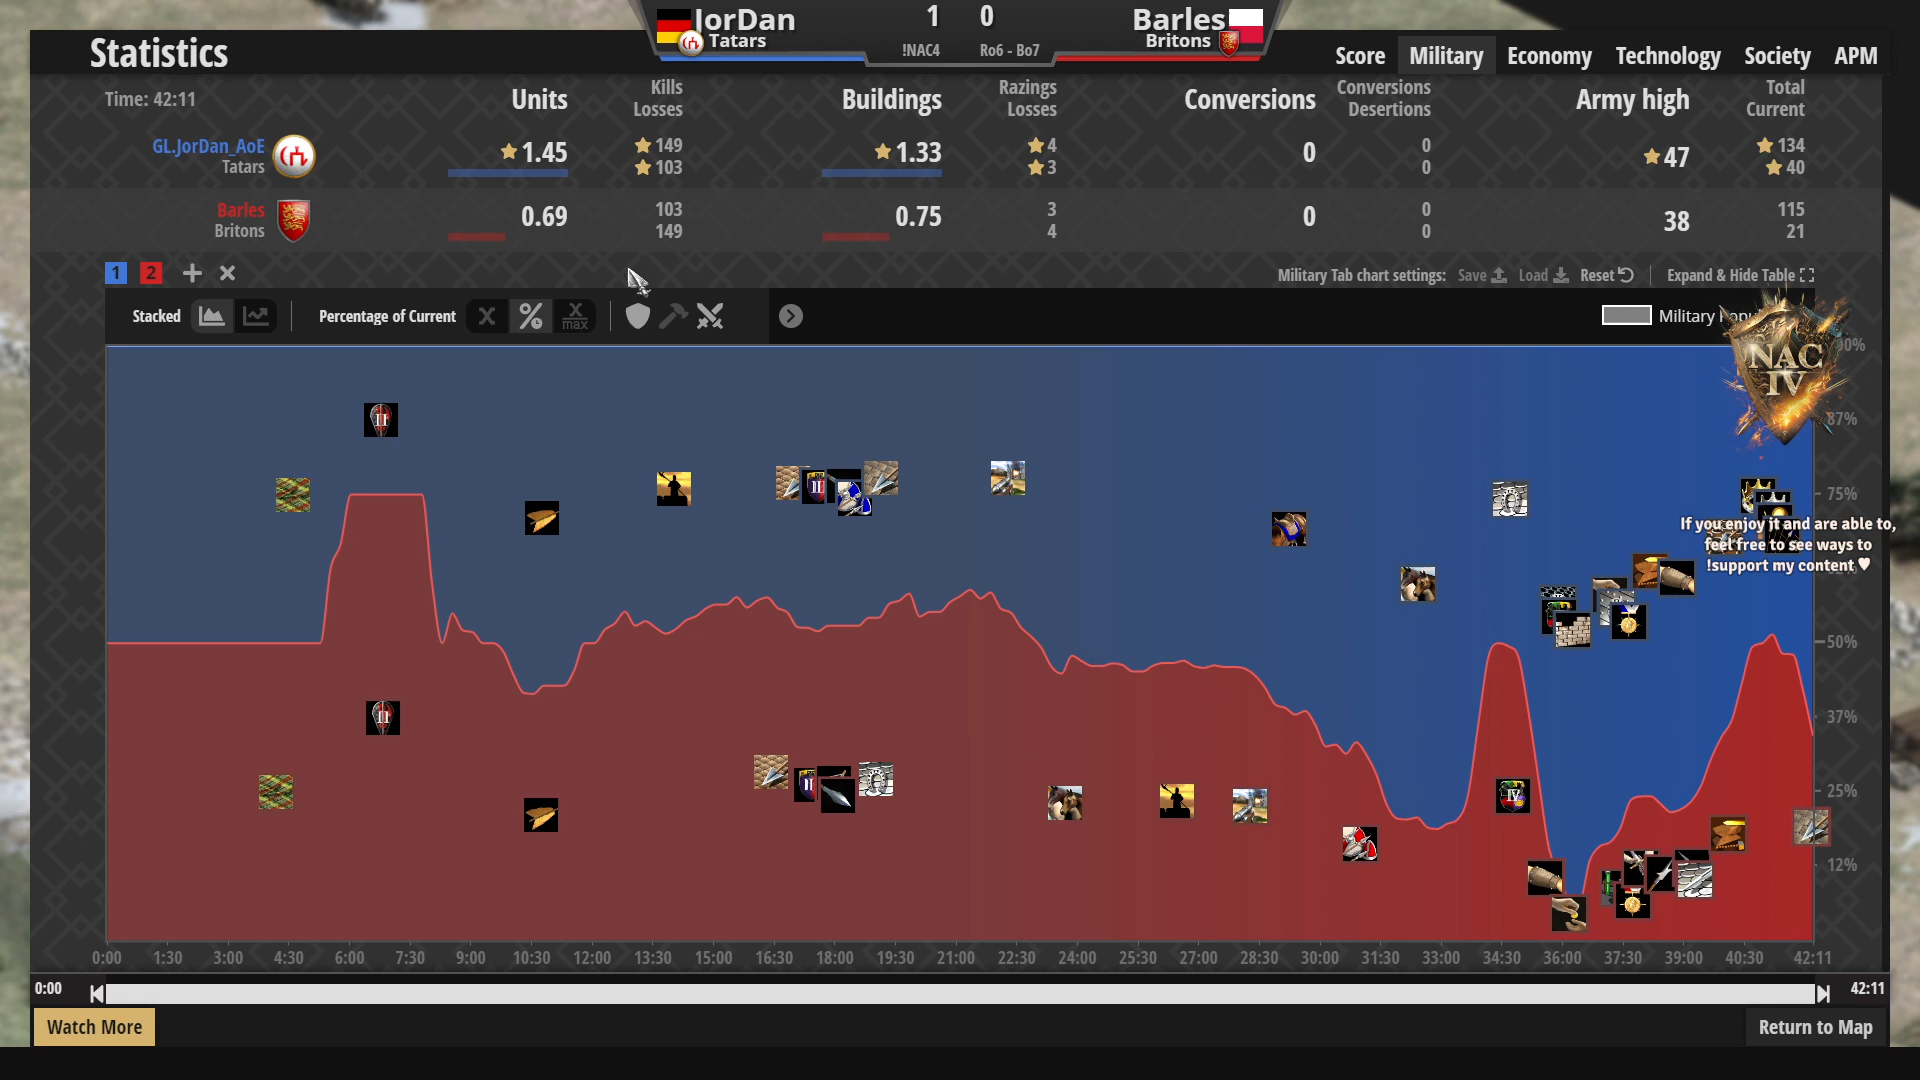 JorDan
Tatars
1 0
!NAC4 Ro6 - Bo7
Barles
Britons
Statistics
Score Military Economy Technology Society APM
Time: 42:11
Units Kills Losses Buildings Razings Losses Conversions Conversions Desertions Army high Total Current
GL.JorDan_AoE
Tatars
1.45 149 103 1.33 4 3 0 0 0 47 134 40
Barles
Britons
0.69 103 149 0.75 3 4 0 0 0 38 115 21
1 2
Military Tab chart settings: Save Load Reset Expand & Hide Table
Stacked Percentage of Current X % X max
Military
NAC
IV
87%
75%
If you enjoy it and are able to,
feel free to see ways to
!support my content ♥
50%
37%
25%
12%
II
II
II
II
IV
0:00 1:30 3:00 4:30 6:00 7:30 9:00 10:30 12:00 13:30 15:00 16:30 18:00 19:30 21:00 22:30 24:00 25:30 27:00 28:30 30:00 31:30 33:00 34:30 36:00 37:30 39:00 40:30 42:11
0:00 42:11
Watch More Return to Map